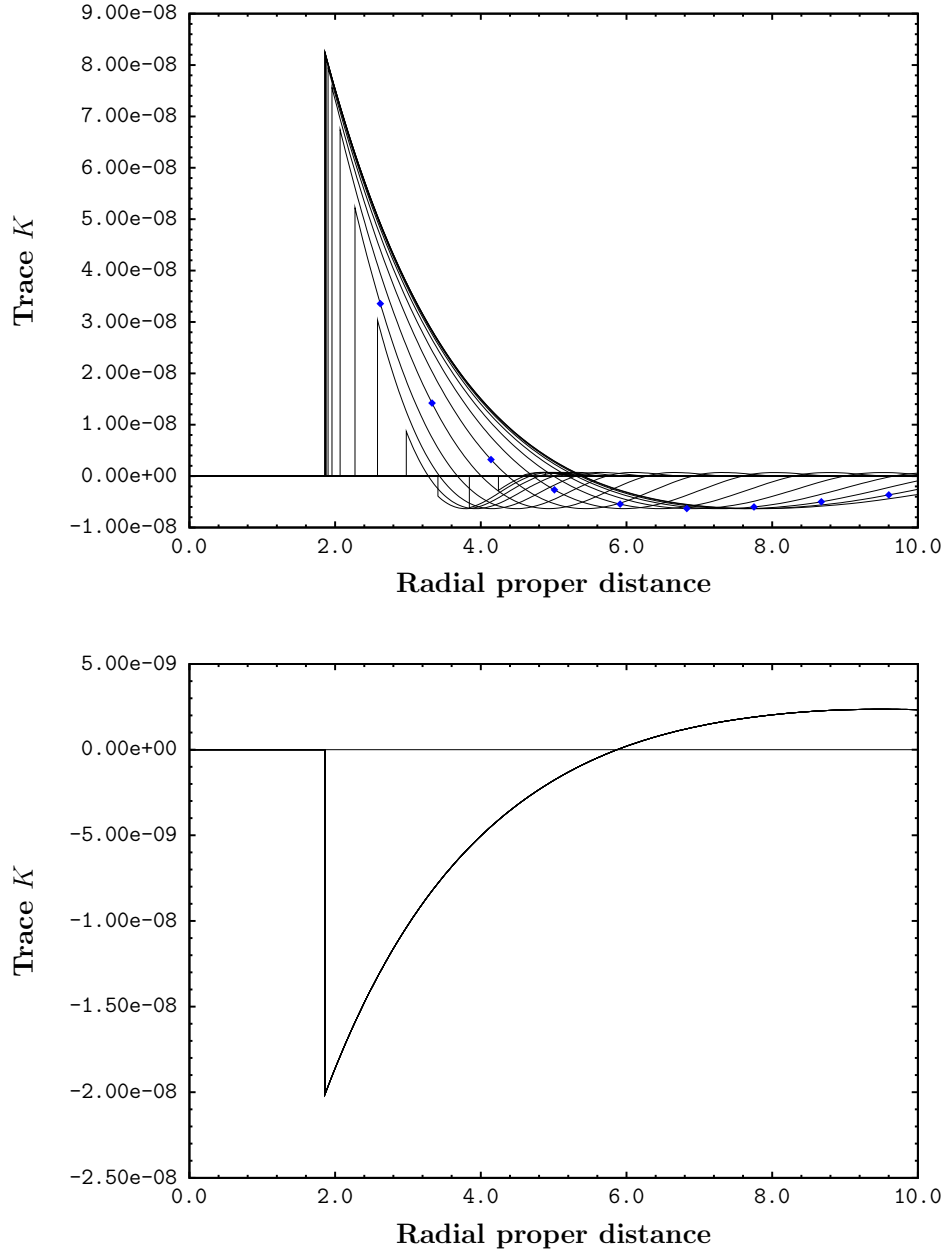 9.00e-08
8.00e-08
7.00e-08
6.00e-08
5.00e-08
4.00e-08
3.00e-08
2.00e-08
1.00e-08
0.00e+00
-1.00e-08
Trace K
0.0 2.0 4.0 6.0 8.0 10.0
Radial proper distance
5.00e-09
0.00e+00
-5.00e-09
-1.00e-08
-1.50e-08
-2.00e-08
-2.50e-08
Trace K
0.0 2.0 4.0 6.0 8.0 10.0
Radial proper distance